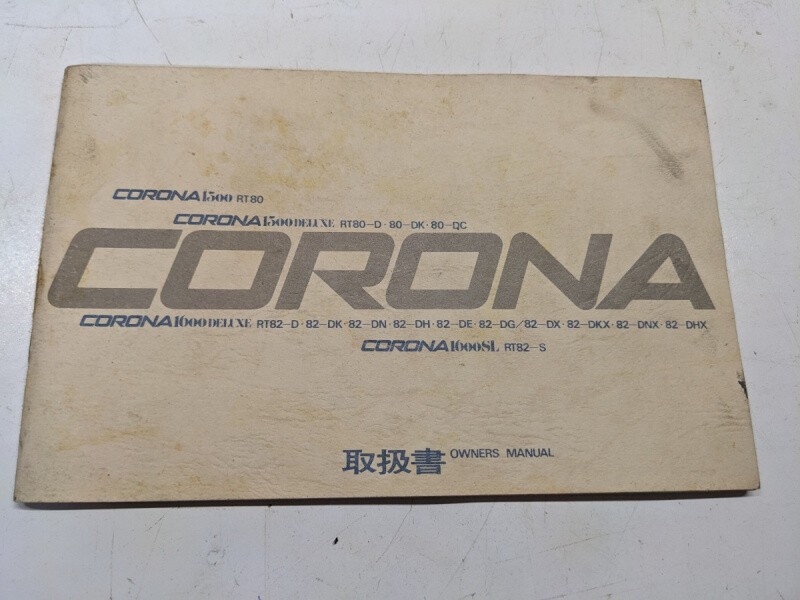 CORONA1500 RT80
CORONA1500DELUXE RT80-D・80-DK・80-DC
CORONA
CORONA1600DELUXE RT82-D・82-DK・82-DN・82-DH・82-DE・82-DG/82-DX・82-DKX・82-DNX・82-DHX
CORONA1600SL RT82-S
取扱書 OWNERS MANUAL